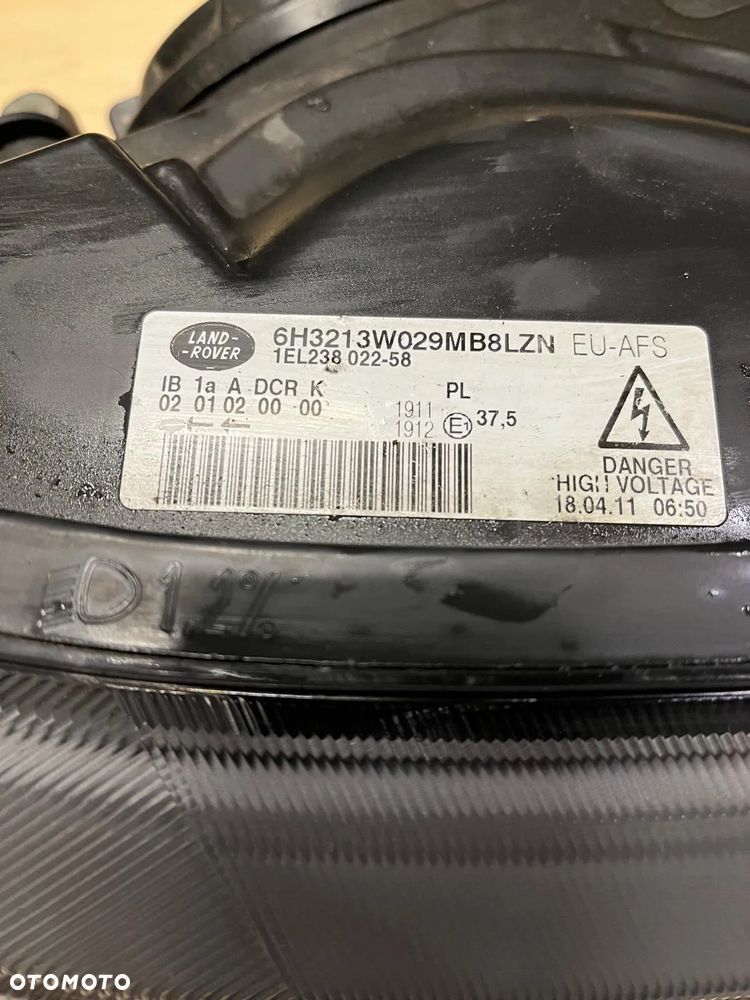 LAND-
-ROVER
6H3213W029MB8LZN EU-AFS
1EL238 022-58
IB 1a A DCR K PL
02 01 02 00 00 1911
1912 E1 37,5
DANGER
HIGH VOLTAGE
18.04.11 06:50
1,2%
OTOMOTO